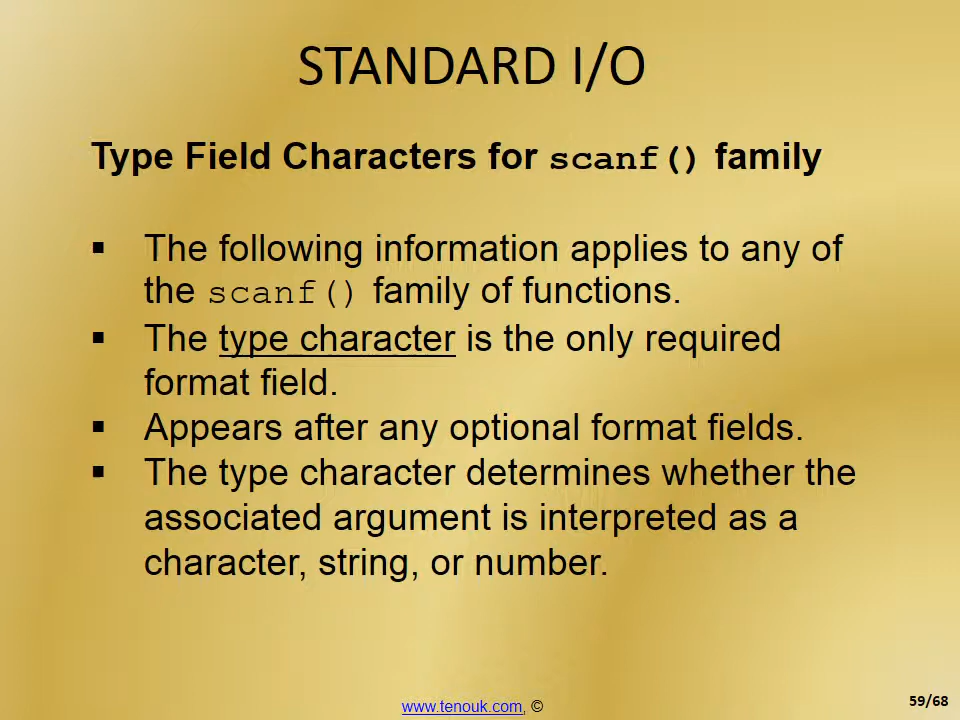 STANDARD I/O
Type Field Characters for scanf() family
▪ The following information applies to any of
the scanf() family of functions.
▪ The type character is the only required
format field.
▪ Appears after any optional format fields.
▪ The type character determines whether the
associated argument is interpreted as a
character, string, or number.
www.tenouk.com, ©
59/68